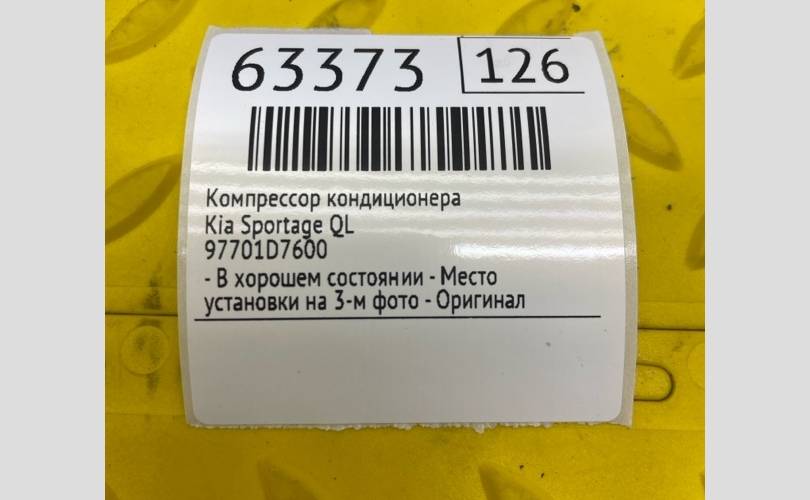 63373 126
Компрессор кондиционера
Kia Sportage QL
97701D7600
- В хорошем состоянии - Место
установки на 3-м фото - Оригинал